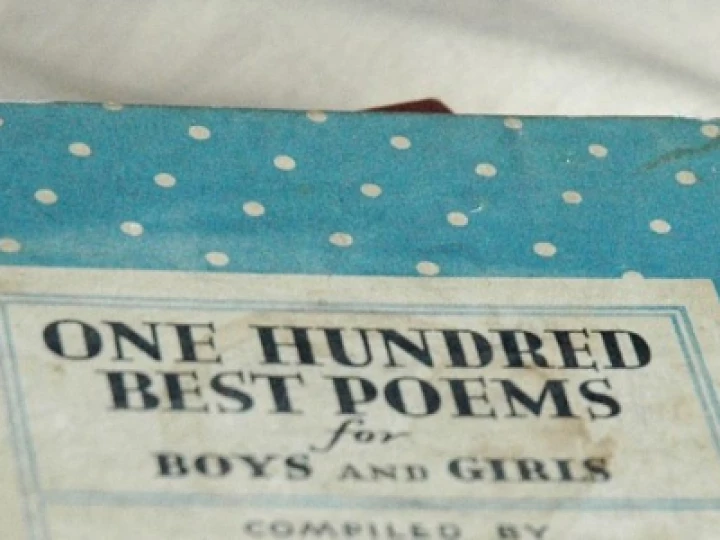 ONE HUNDRED
BEST POEMS
for
BOYS AND GIRLS
COMPILED BY